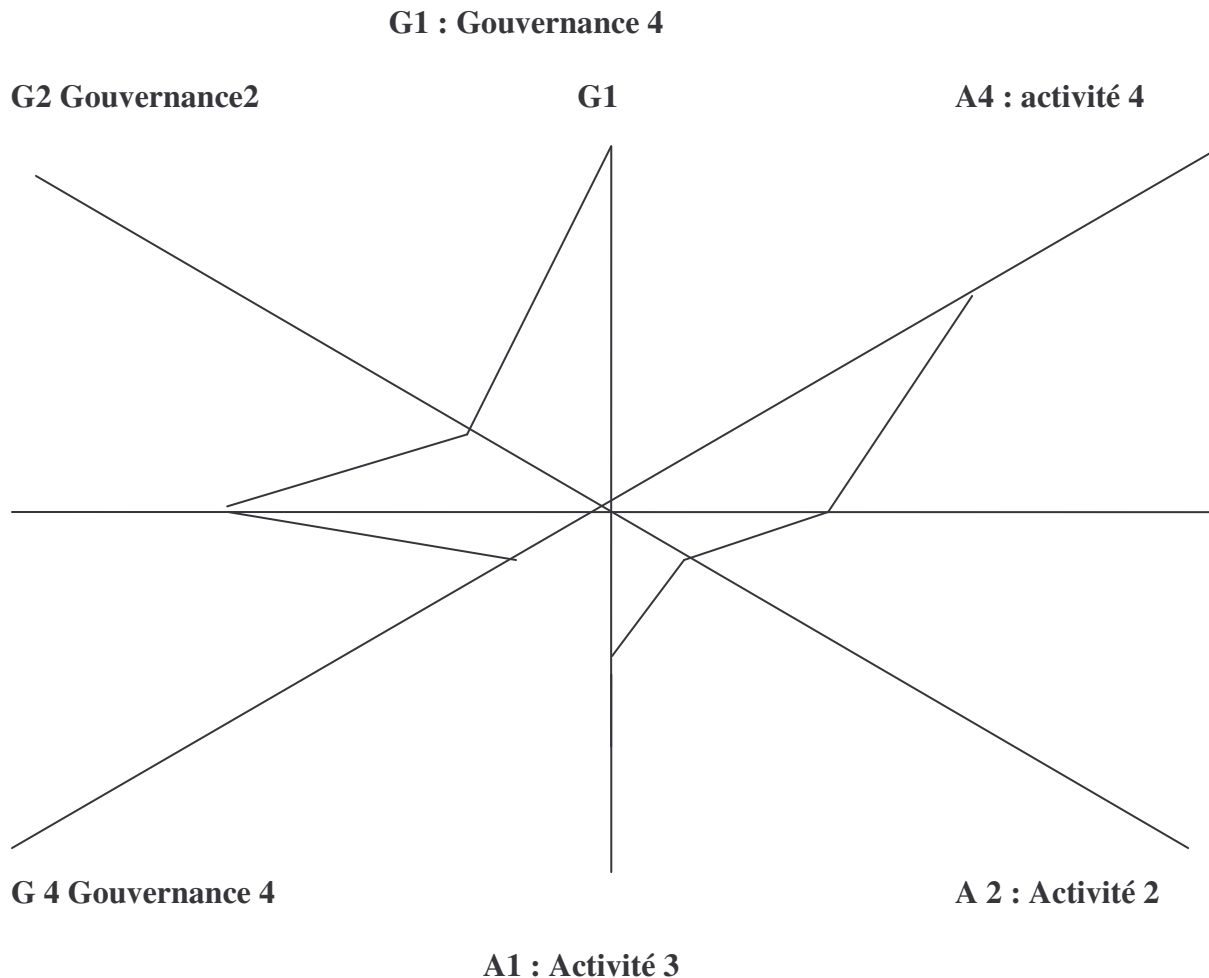 G1 : Gouvernance 4
G2 Gouvernance2 G1 A4 : activité 4
G 4 Gouvernance 4 A 2 : Activité 2
A1 : Activité 3